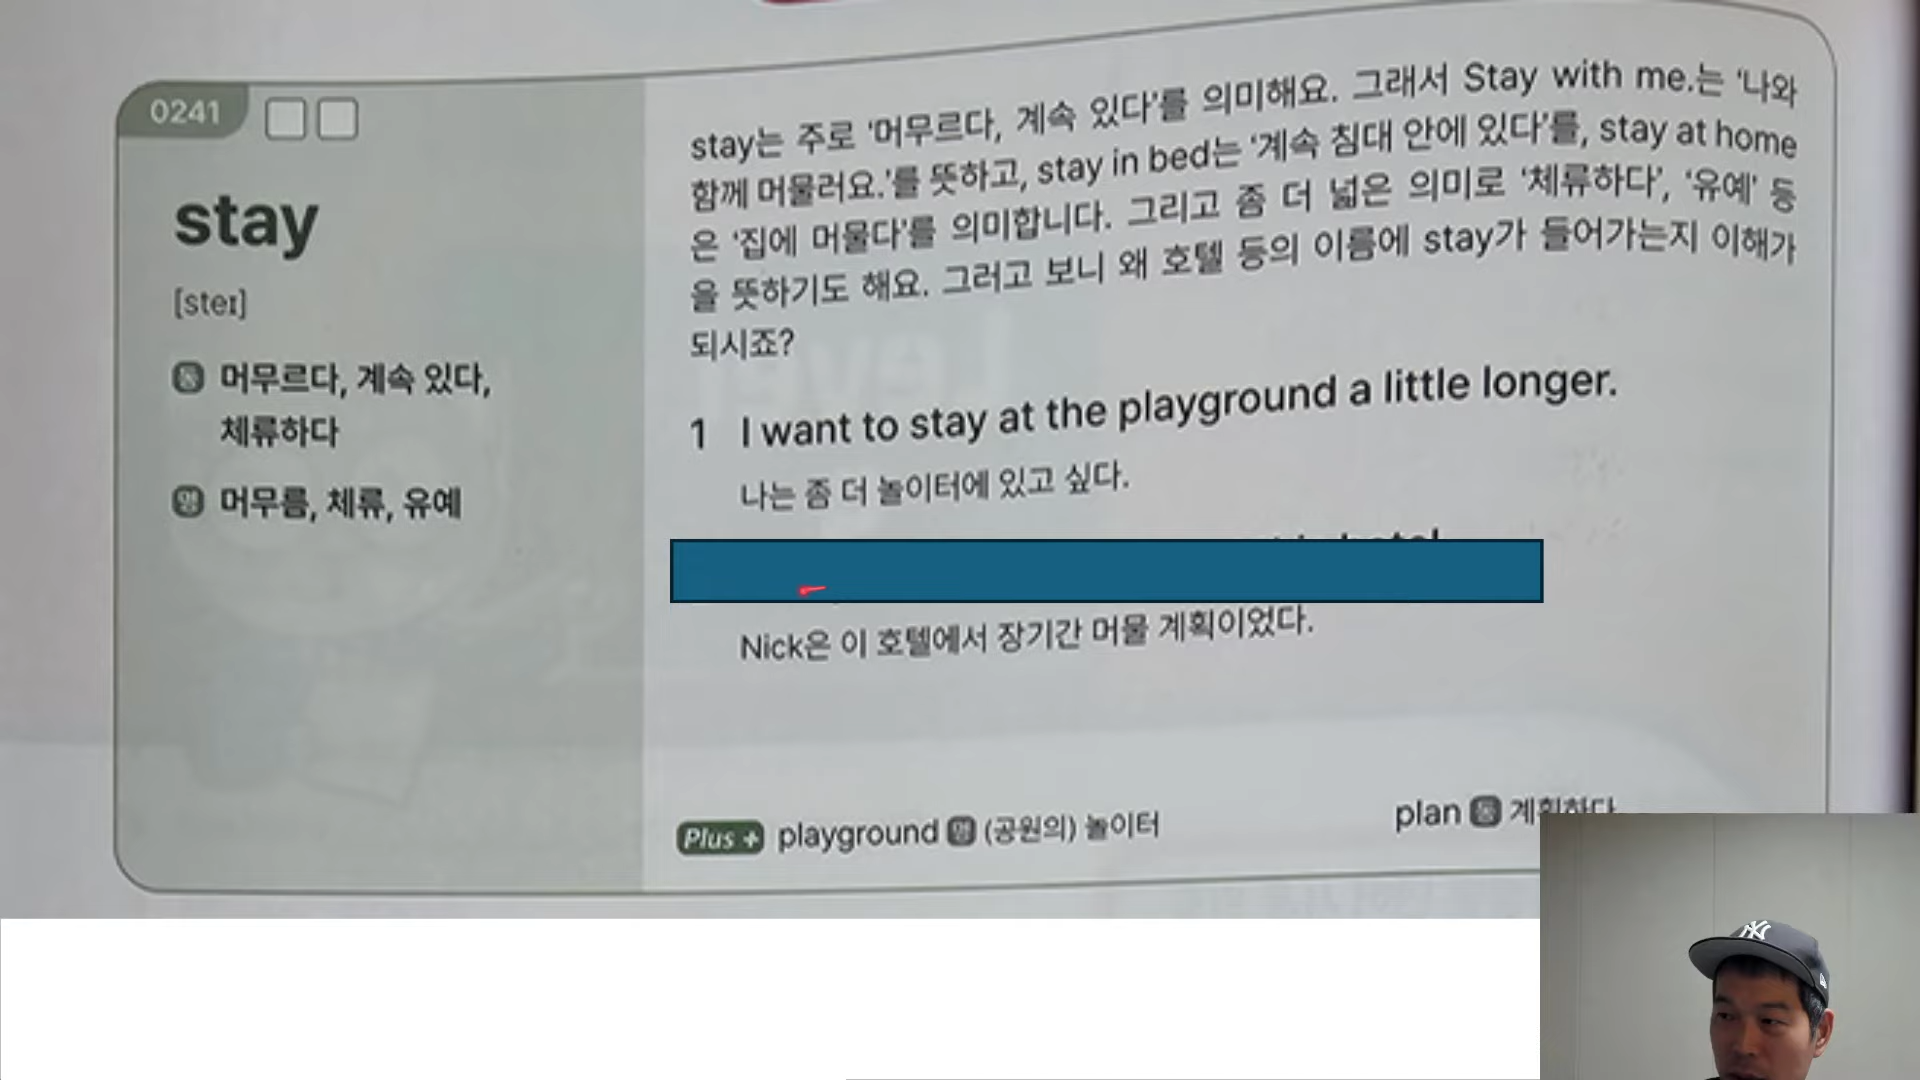 0241
stay
[steɪ]
동 머무르다, 계속 있다,
체류하다
명 머무름, 체류, 유예
stay는 주로 ‘머무르다, 계속 있다’를 의미해요. 그래서 Stay with me.는 ‘나와
함께 머물러요.’를 뜻하고, stay in bed는 ‘계속 침대 안에 있다’를, stay at home
은 ‘집에 머물다’를 의미합니다. 그리고 좀 더 넓은 의미로 ‘체류하다’, ‘유예’ 등
을 뜻하기도 해요. 그러고 보니 왜 호텔 등의 이름에 stay가 들어가는지 이해가
되시죠?
1 I want to stay at the playground a little longer.
나는 좀 더 놀이터에 있고 싶다.
hotel
Nick은 이 호텔에서 장기간 머물 계획이었다.
Plus + playground 명 (공원의) 놀이터
plan 동 계획하다
NY